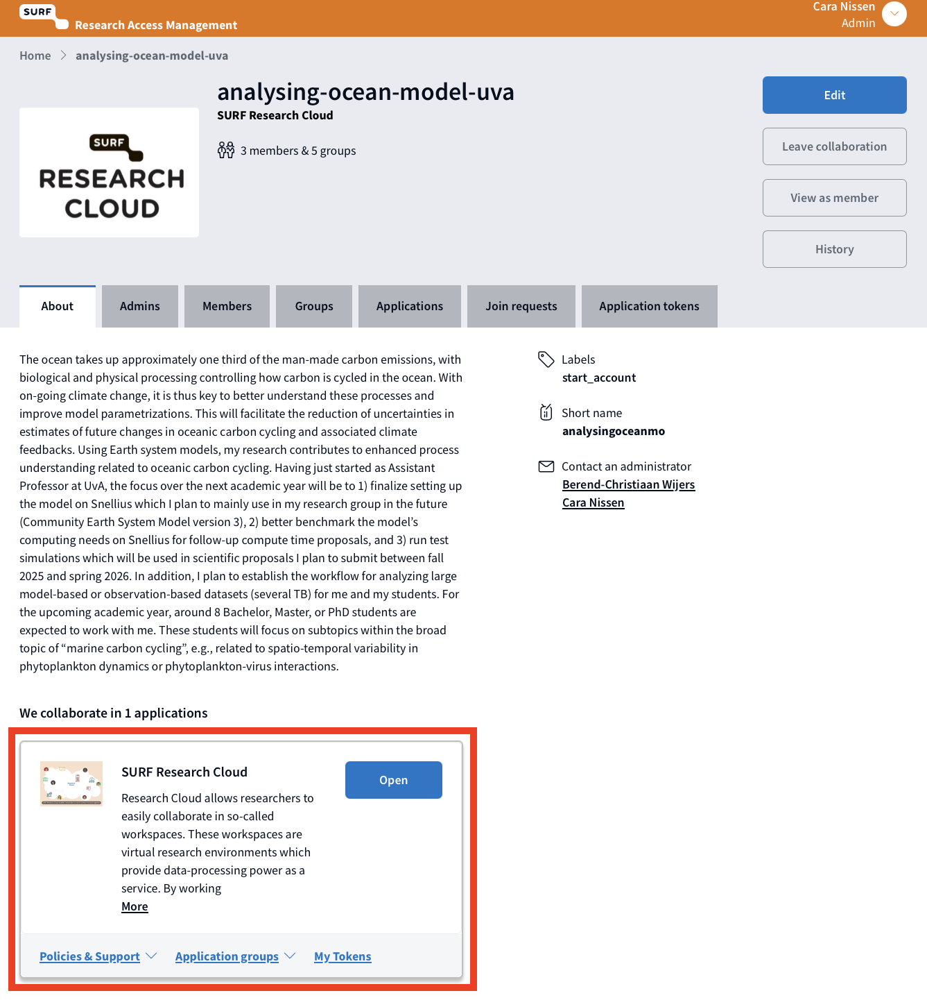 SURF
Research Access Management
Cara Nissen
Admin
Home
analysing-ocean-model-uva
analysing-ocean-model-uva
SURF Research Cloud
3 members & 5 groups
SURF
RESEARCH
CLOUD
Edit
Leave collaboration
View as member
History
About
Admins
Members
Groups
Applications
Join requests
Application tokens
The ocean takes up approximately one third of the man-made carbon emissions, with
biological and physical processing controlling how carbon is cycled in the ocean. With
on-going climate change, it is thus key to better understand these processes and
improve model parametrizations. This will facilitate the reduction of uncertainties in
estimates of future changes in oceanic carbon cycling and associated climate
feedbacks. Using Earth system models, my research contributes to enhanced process
understanding related to oceanic carbon cycling. Having just started as Assistant
Professor at UvA, the focus over the next academic year will be to 1) finalize setting up
the model on Snellius which I plan to mainly use in my research group in the future
(Community Earth System Model version 3), 2) better benchmark the model’s
computing needs on Snellius for follow-up compute time proposals, and 3) run test
simulations which will be used in scientific proposals I plan to submit between fall
2025 and spring 2026. In addition, I plan to establish the workflow for analyzing large
model-based or observation-based datasets (several TB) for me and my students. For
the upcoming academic year, around 8 Bachelor, Master, or PhD students are
expected to work with me. These students will focus on subtopics within the broad
topic of “marine carbon cycling”, e.g., related to spatio-temporal variability in
phytoplankton dynamics or phytoplankton-virus interactions.
Labels
start_account
Short name
analysingoceanmo
Contact an administrator
Berend-Christiaan Wijers
Cara Nissen
We collaborate in 1 applications
SURF Research Cloud
Open
Research Cloud allows researchers to
easily collaborate in so-called
workspaces. These workspaces are
virtual research environments which
provide data-processing power as a
service. By working
More
Policies & Support
Application groups
My Tokens